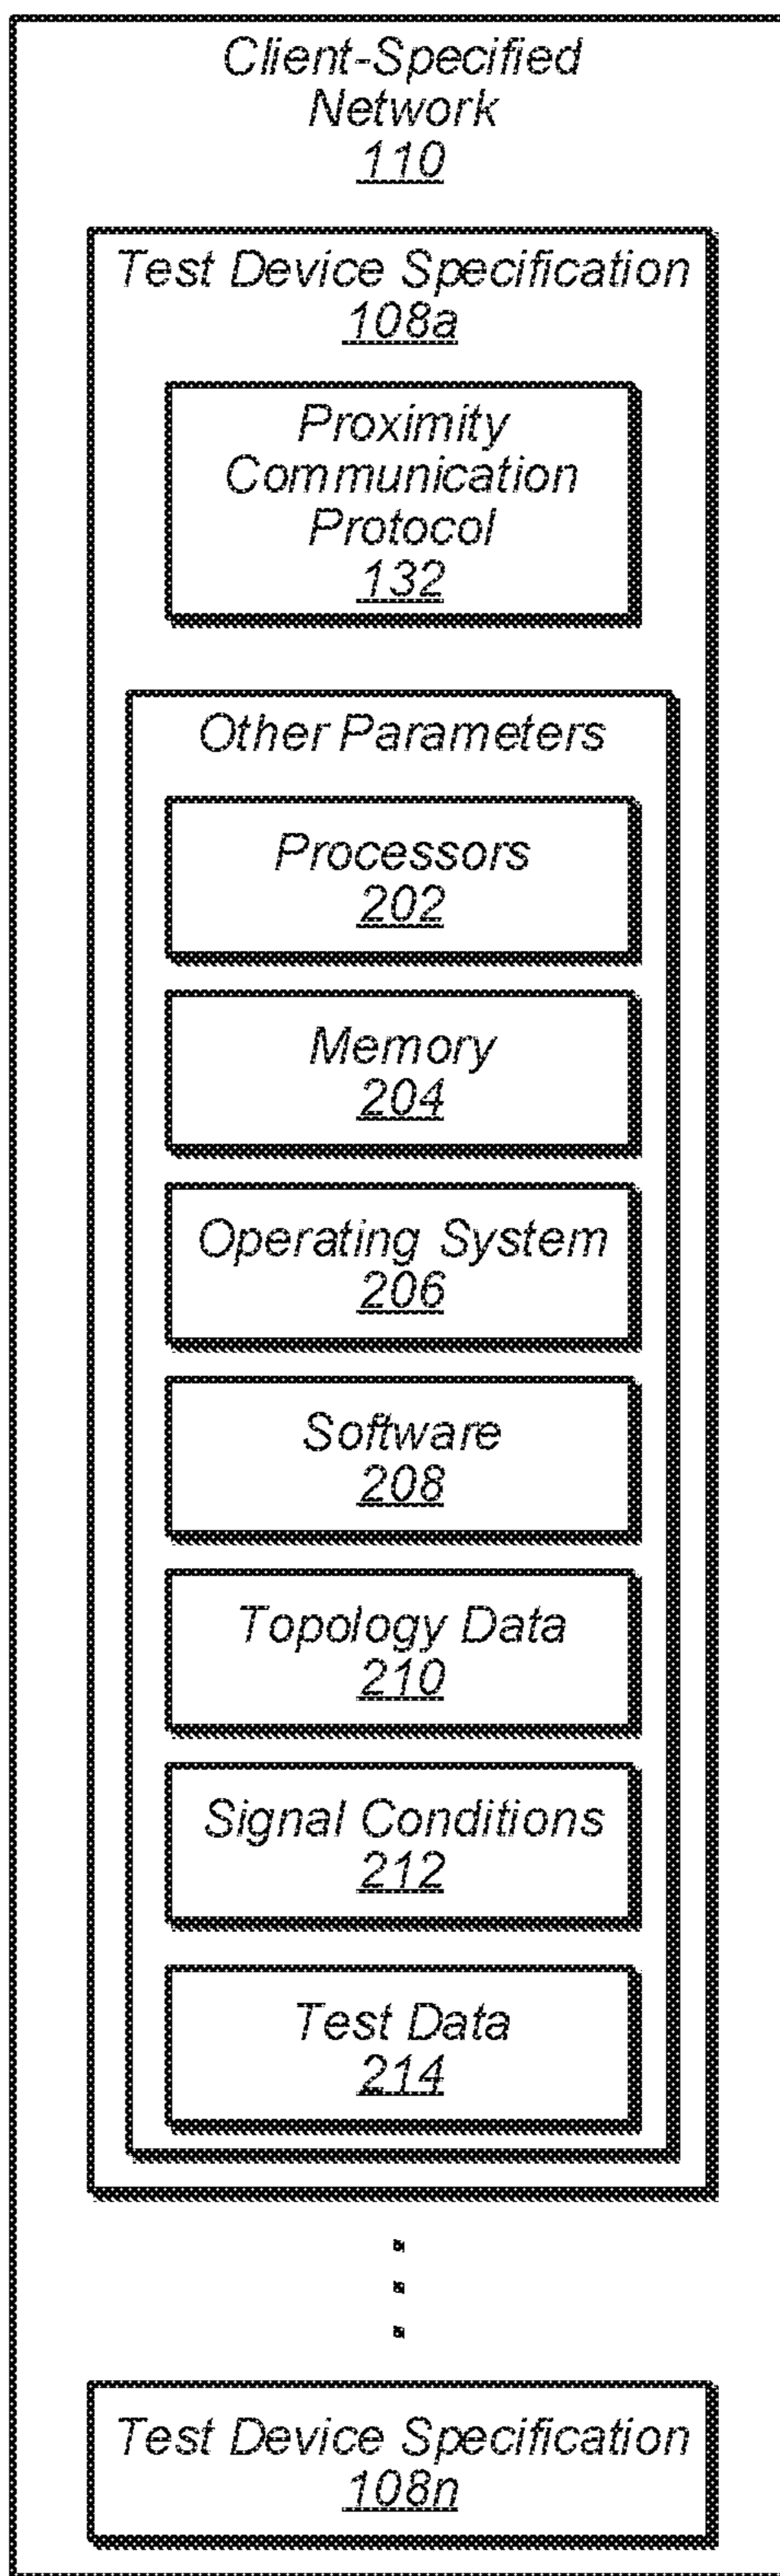 Client-Specified
Network
110
Test Device Specification
108a
Proximity
Communication
Protocol
132
Other Parameters
Processors
202
Memory
204
Operating System
206
Software
208
Topology Data
210
Signal Conditions
212
Test Data
214
Test Device Specification
108n